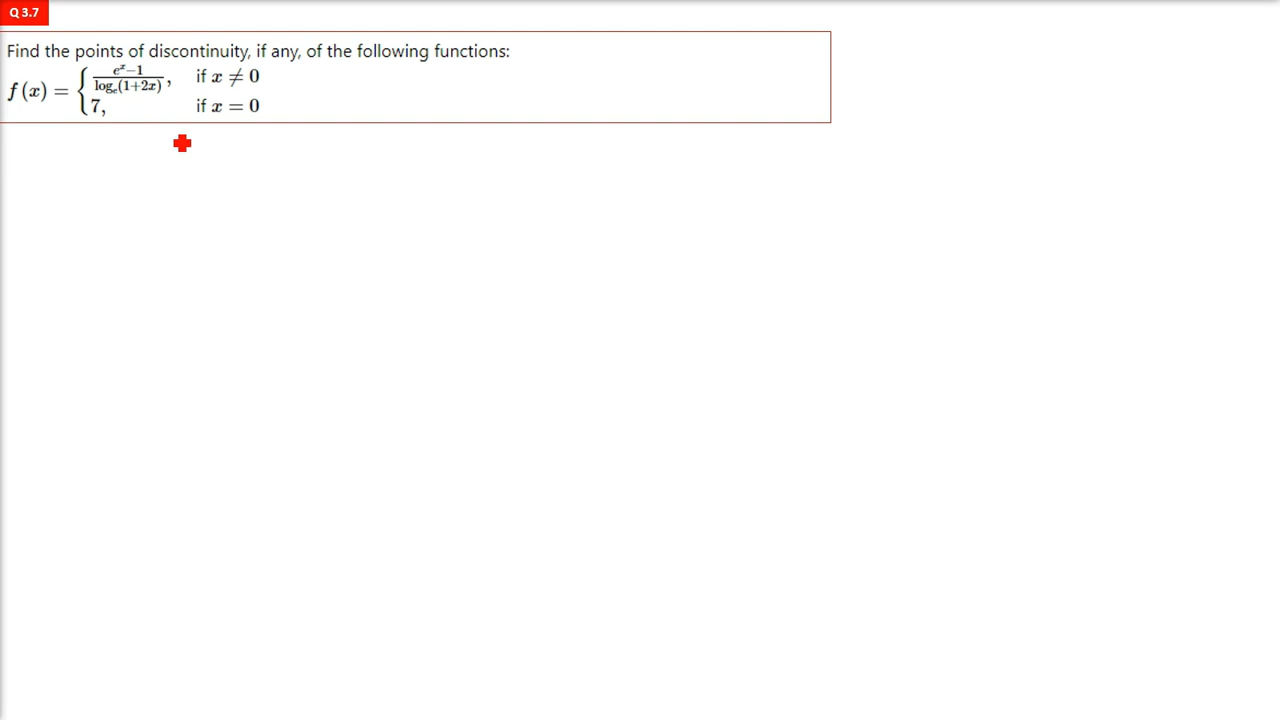 Q 3.7
Find the points of discontinuity, if any, of the following functions:
f(x) = { (e^x−1)/(log_e(1+2x)), if x ≠ 0
7, if x = 0